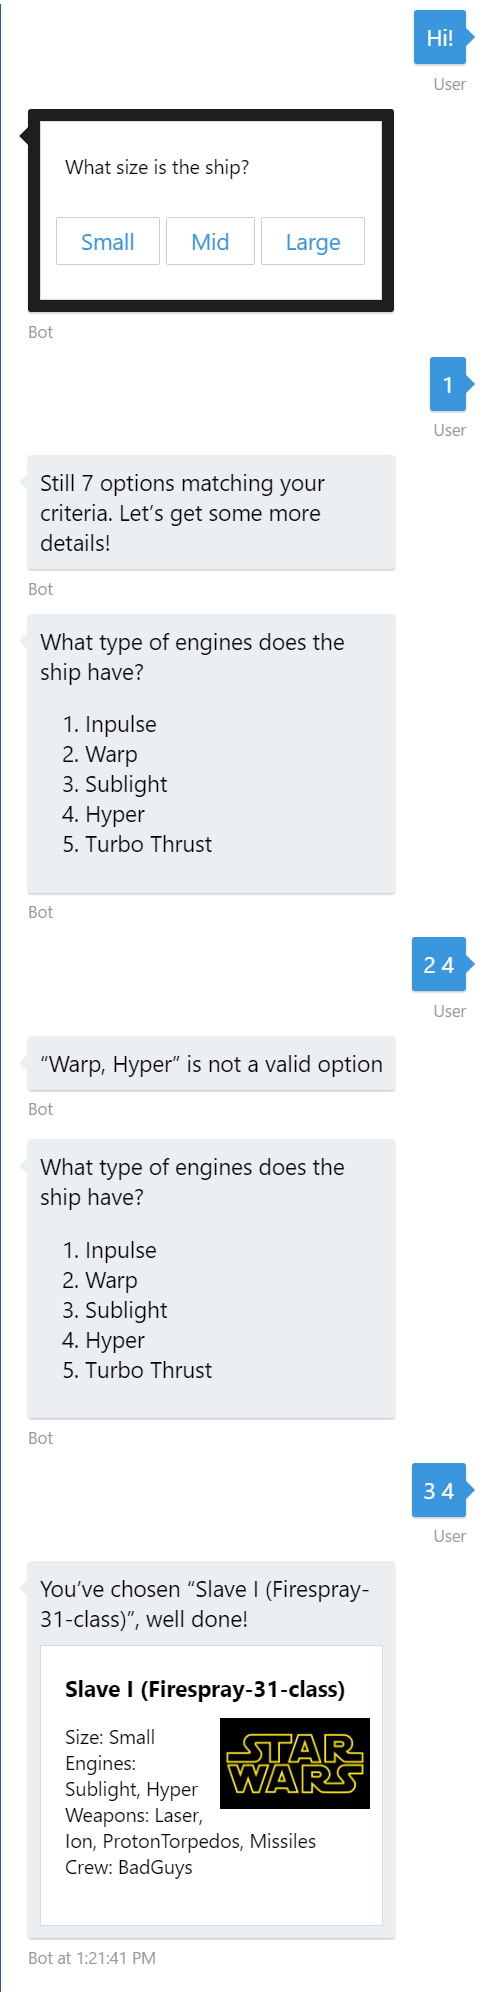 Hi!
User
What size is the ship?
Small Mid Large
Bot
1
User
Still 7 options matching your
criteria. Let's get some more
details!
Bot
What type of engines does the
ship have?
1. Inpulse
2. Warp
3. Sublight
4. Hyper
5. Turbo Thrust
Bot
2 4
User
“Warp, Hyper” is not a valid option
Bot
What type of engines does the
ship have?
1. Inpulse
2. Warp
3. Sublight
4. Hyper
5. Turbo Thrust
Bot
3 4
User
You’ve chosen “Slave I (Firespray-
31-class)”, well done!
Slave I (Firespray-31-class)
STAR
WARS
Size: Small
Engines:
Sublight, Hyper
Weapons: Laser,
Ion, ProtonTorpedos, Missiles
Crew: BadGuys
Bot at 1:21:41 PM